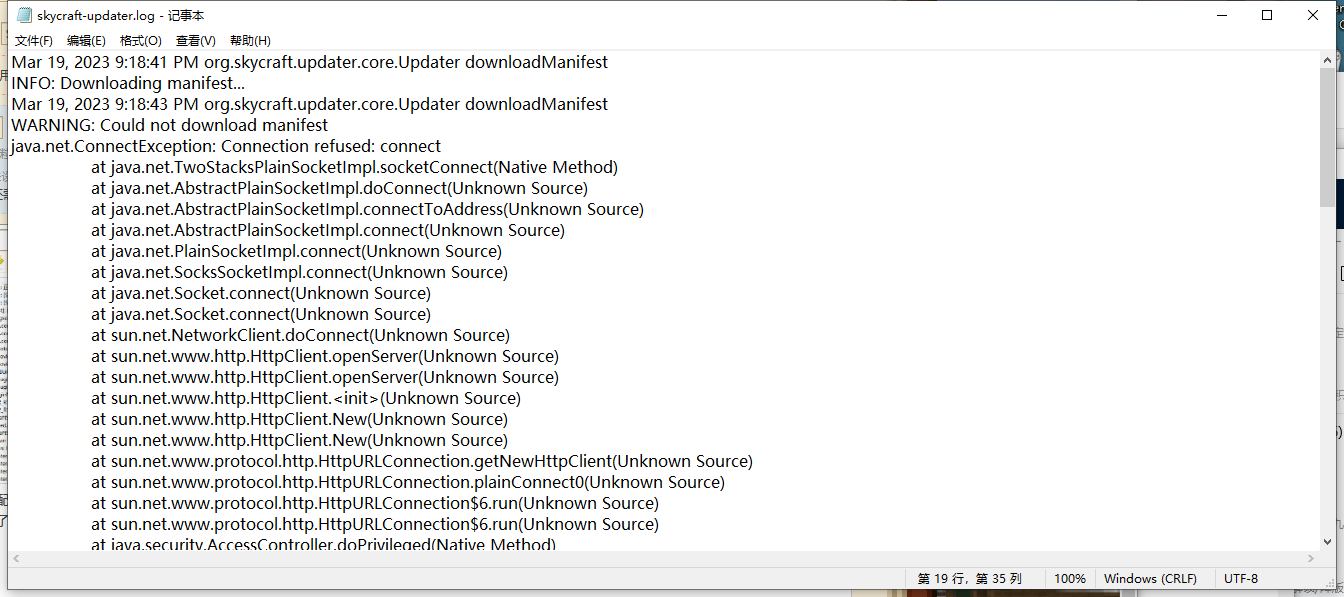 skycraft-updater.log - 记事本
文件(F) 编辑(E) 格式(O) 查看(V) 帮助(H)
Mar 19, 2023 9:18:41 PM org.skycraft.updater.core.Updater downloadManifest
INFO: Downloading manifest...
Mar 19, 2023 9:18:43 PM org.skycraft.updater.core.Updater downloadManifest
WARNING: Could not download manifest
java.net.ConnectException: Connection refused: connect
at java.net.TwoStacksPlainSocketImpl.socketConnect(Native Method)
at java.net.AbstractPlainSocketImpl.doConnect(Unknown Source)
at java.net.AbstractPlainSocketImpl.connectToAddress(Unknown Source)
at java.net.AbstractPlainSocketImpl.connect(Unknown Source)
at java.net.PlainSocketImpl.connect(Unknown Source)
at java.net.SocksSocketImpl.connect(Unknown Source)
at java.net.Socket.connect(Unknown Source)
at java.net.Socket.connect(Unknown Source)
at sun.net.NetworkClient.doConnect(Unknown Source)
at sun.net.www.http.HttpClient.openServer(Unknown Source)
at sun.net.www.http.HttpClient.openServer(Unknown Source)
at sun.net.www.http.HttpClient.<init>(Unknown Source)
at sun.net.www.http.HttpClient.New(Unknown Source)
at sun.net.www.http.HttpClient.New(Unknown Source)
at sun.net.www.protocol.http.HttpURLConnection.getNewHttpClient(Unknown Source)
at sun.net.www.protocol.http.HttpURLConnection.plainConnect0(Unknown Source)
at sun.net.www.protocol.http.HttpURLConnection$6.run(Unknown Source)
at sun.net.www.protocol.http.HttpURLConnection$6.run(Unknown Source)
at java.security.AccessController.doPrivileged(Native Method)
第 19 行，第 35 列 100% Windows (CRLF) UTF-8